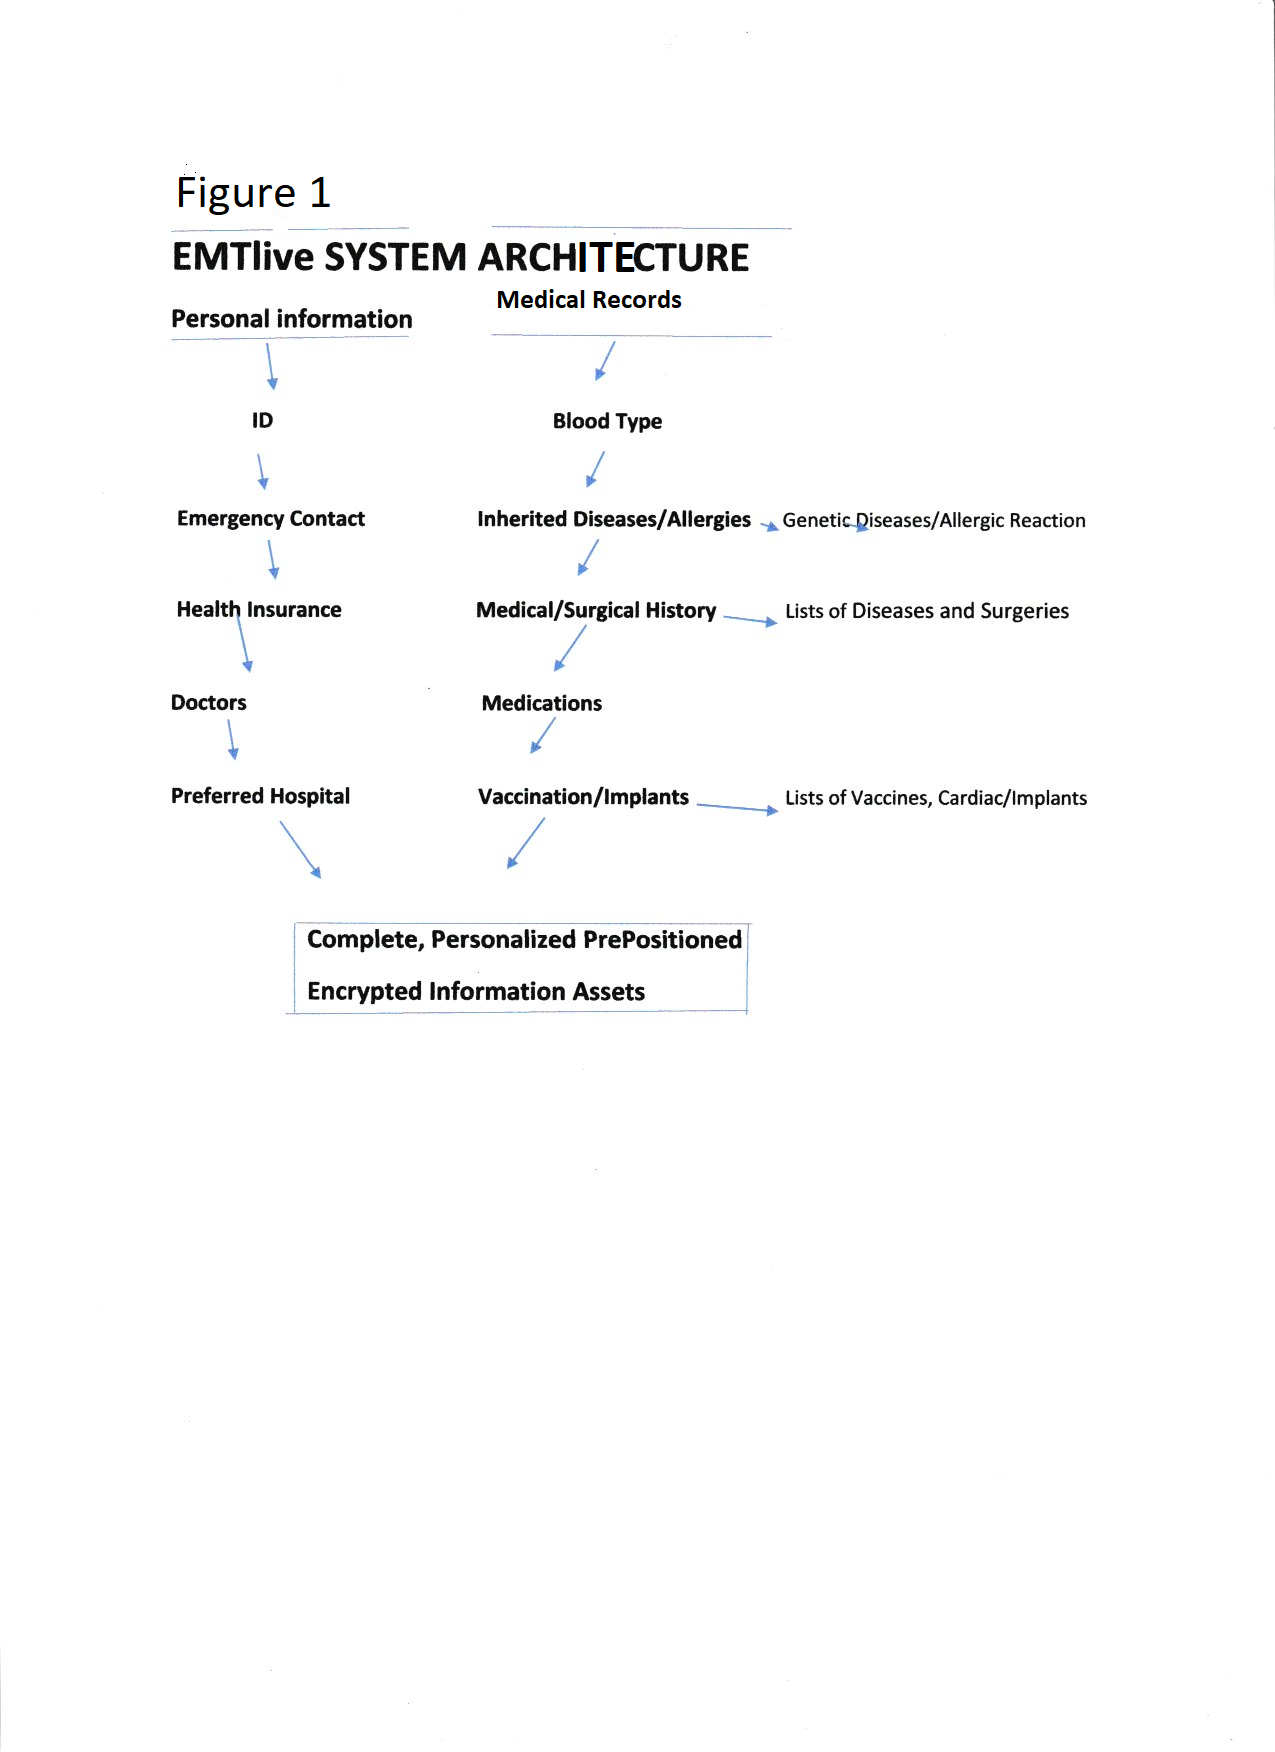 Figure 1
EMTlive SYSTEM ARCHITECTURE
Medical Records
Personal information
ID
Blood Type
Emergency Contact
Inherited Diseases/Allergies
Genetic Diseases/Allergic Reaction
Health Insurance
Medical/Surgical History
Lists of Diseases and Surgeries
Doctors
Medications
Preferred Hospital
Vaccination/Implants
Lists of Vaccines, Cardiac/Implants
Complete, Personalized PrePositioned
Encrypted Information Assets